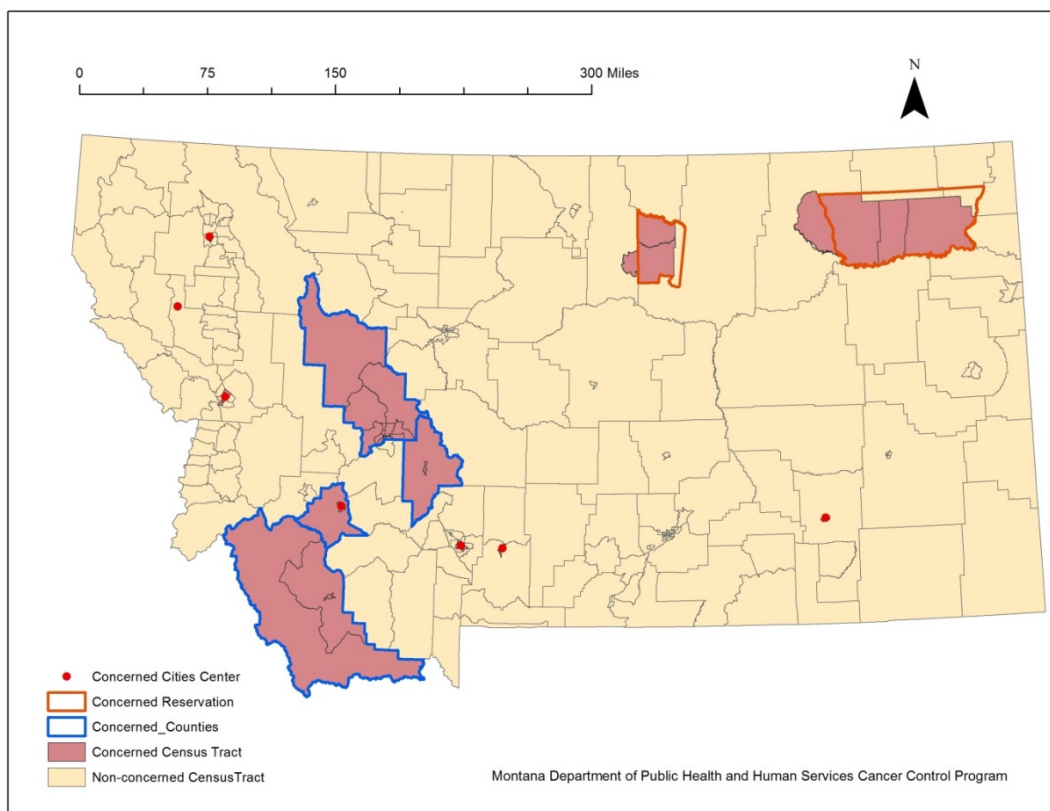 0 75 150 300 Miles
N
Concerned Cities Center
Concerned Reservation
Concerned_Counties
Concerned Census Tract
Non-concerned CensusTract
Montana Department of Public Health and Human Services Cancer Control Program